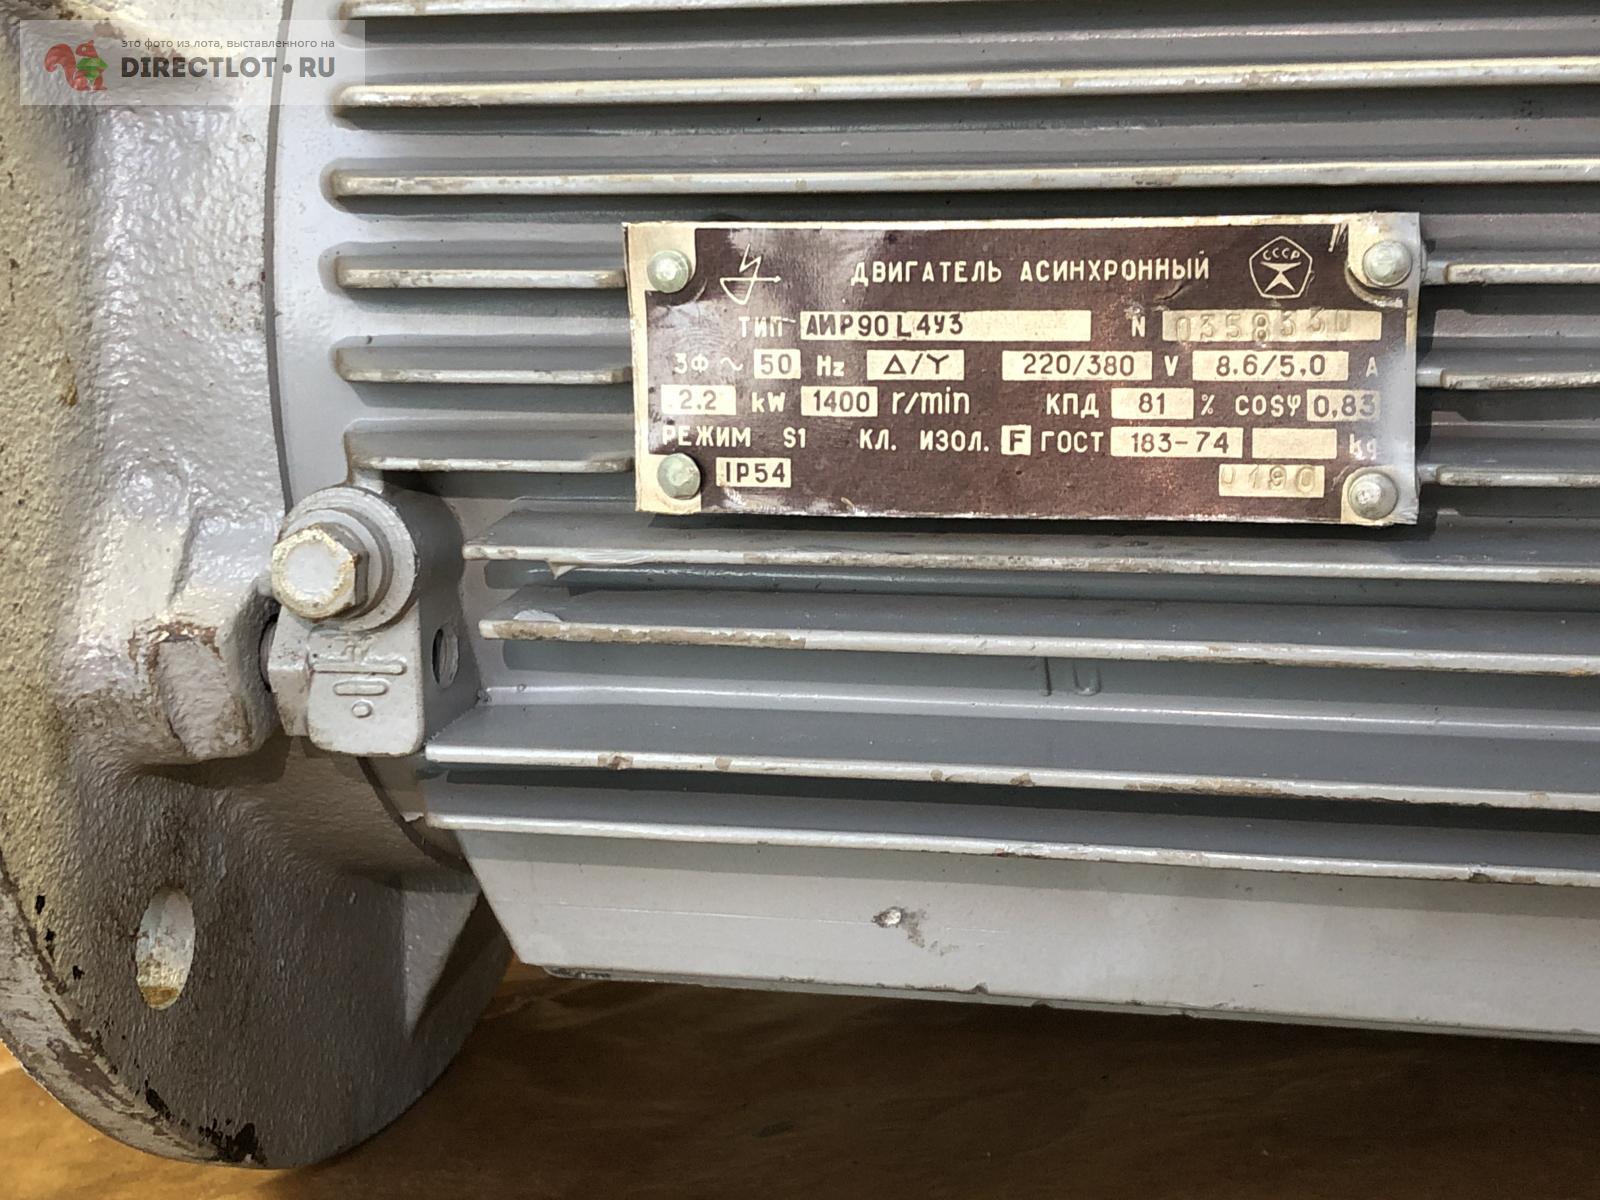 это фото из лота, выставленного на
DIRECTLOT•RU
ДВИГАТЕЛЬ АСИНХРОННЫЙ
СССР
ТИП АИР90L4У3 N 0358330
3Ф ~ 50 Hz Δ/Y 220/380 V 8.6/5,0 A
2.2 kW 1400 r/min КПД 81 % COSφ 0,83
РЕЖИМ S1 КЛ. ИЗОЛ. F ГОСТ 183-74 kg
IP54 0190